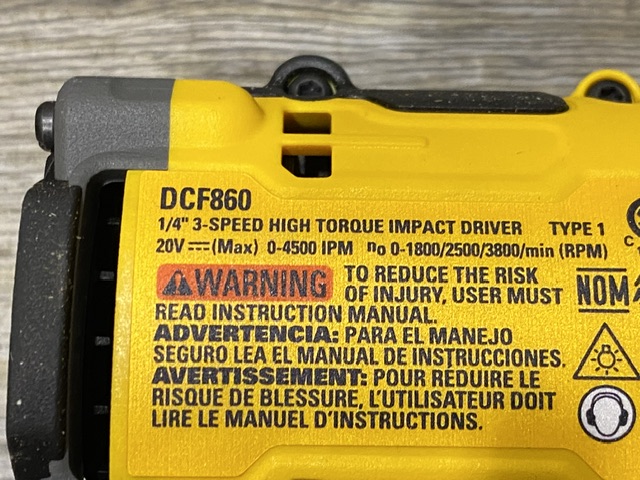 DCF860
1/4" 3-SPEED HIGH TORQUE IMPACT DRIVER TYPE 1
20V ⎓ (Max) 0-4500 IPM no 0-1800/2500/3800/min (RPM)
WARNING TO REDUCE THE RISK
OF INJURY, USER MUST
READ INSTRUCTION MANUAL.
ADVERTENCIA: PARA EL MANEJO
SEGURO LEA EL MANUAL DE INSTRUCCIONES.
AVERTISSEMENT: POUR REDUIRE LE
RISQUE DE BLESSURE, L'UTILISATEUR DOIT
LIRE LE MANUEL D'INSTRUCTIONS.
NOM